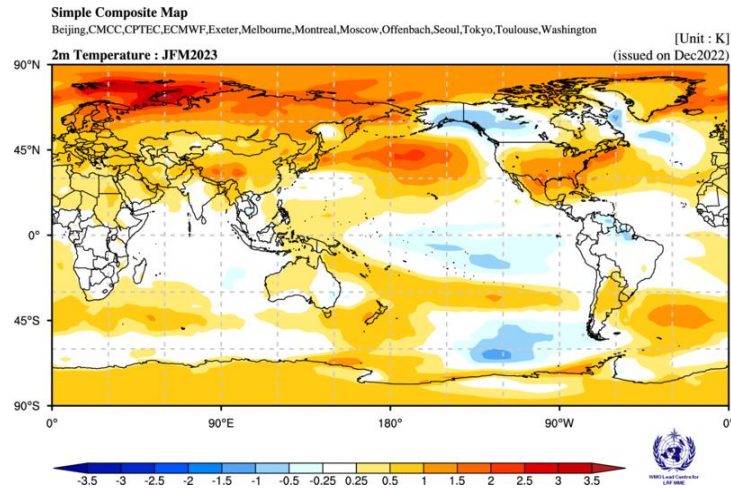 Simple Composite Map
Beijing,CMCC,CPTEC,ECMWF,Exeter,Melbourne,Montreal,Moscow,Offenbach,Seoul,Tokyo,Toulouse,Washington
[Unit : K]
2m Temperature : JFM2023
(issued on Dec2022)
90°N
45°N
0°
45°S
90°S
0° 90°E 180° 90°W 0°
-3.5 -3 -2.5 -2 -1.5 -1 -0.5 -0.25 0.25 0.5 1 1.5 2 2.5 3 3.5
WMO Lead Centre for
LRF MME